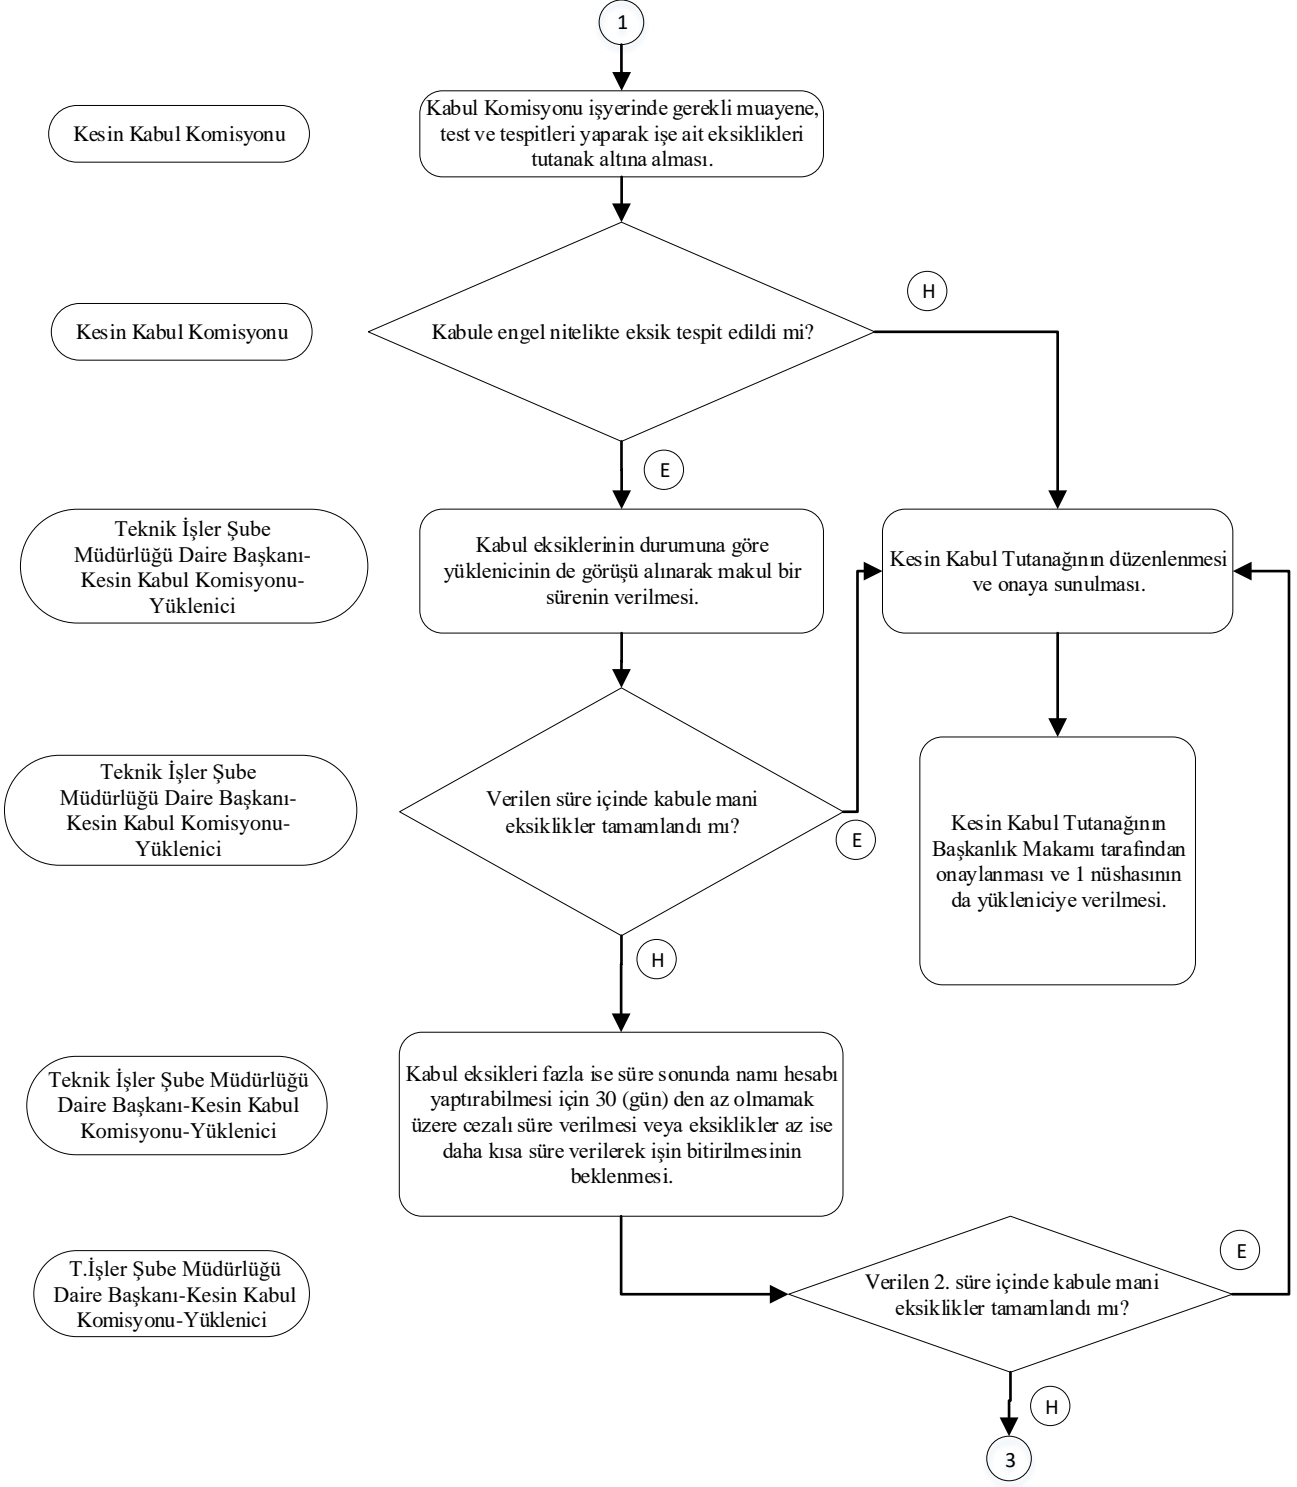 1
Kesin Kabul Komisyonu
Kabul Komisyonu işyerinde gerekli muayene,
test ve tespitleri yaparak işe ait eksiklikleri
tutanak altına alması.
H
Kesin Kabul Komisyonu
Kabule engel nitelikte eksik tespit edildi mi?
E
Teknik İşler Şube
Müdürlüğü Daire Başkanı-
Kesin Kabul Komisyonu-
Yüklenici
Kabul eksiklerinin durumuna göre
yüklenicinin de görüşü alınarak makul bir
sürenin verilmesi.
Kesin Kabul Tutanağının düzenlenmesi
ve onaya sunulması.
Teknik İşler Şube
Müdürlüğü Daire Başkanı-
Kesin Kabul Komisyonu-
Yüklenici
Verilen süre içinde kabule mani
eksiklikler tamamlandı mı?
E
Kesin Kabul Tutanağının
Başkanlık Makamı tarafından
onaylanması ve 1 nüshasının
da yükleniciye verilmesi.
H
Teknik İşler Şube Müdürlüğü
Daire Başkanı-Kesin Kabul
Komisyonu-Yüklenici
Kabul eksikleri fazla ise süre sonunda namı hesabı
yaptırabilmesi için 30 (gün) den az olmamak
üzere cezalı süre verilmesi veya eksiklikler az ise
daha kısa süre verilerek işin bitirilmesinin
beklenmesi.
T.İşler Şube Müdürlüğü
Daire Başkanı-Kesin Kabul
Komisyonu-Yüklenici
Verilen 2. süre içinde kabule mani
eksiklikler tamamlandı mı?
E
H
3